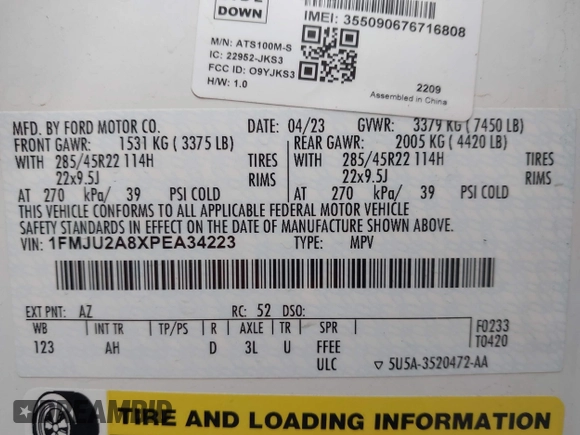 DOWN
IMEI: 355090676716808
M/N: ATS100M-S
IC: 22952-JKS3
FCC ID: O9YJKS3
H/W: 1.0
2209
Assembled in China
MFD. BY FORD MOTOR CO. DATE: 04/23 GVWR: 3379 KG (7450 LB)
FRONT GAWR: 1531 KG (3375 LB) REAR GAWR: 2005 KG (4420 LB)
WITH 285/45R22 114H TIRES WITH 285/45R22 114H TIRES
22x9.5J RIMS 22x9.5J RIMS
AT 270 kPa/ 39 PSI COLD AT 270 kPa/ 39 PSI COLD
THIS VEHICLE CONFORMS TO ALL APPLICABLE FEDERAL MOTOR VEHICLE
SAFETY STANDARDS IN EFFECT ON THE DATE OF MANUFACTURE SHOWN ABOVE.
VIN: 1FMJU2A8XPEA34223 TYPE: MPV
EXT PNT: AZ RC: 52 DSO:
WB INT TR TP/PS R AXLE TR SPR F0233
123 AH D 3L U FFEE T0420
ULC ▽ 5U5A-3520472-AA
TIRE AND LOADING INFORMATION